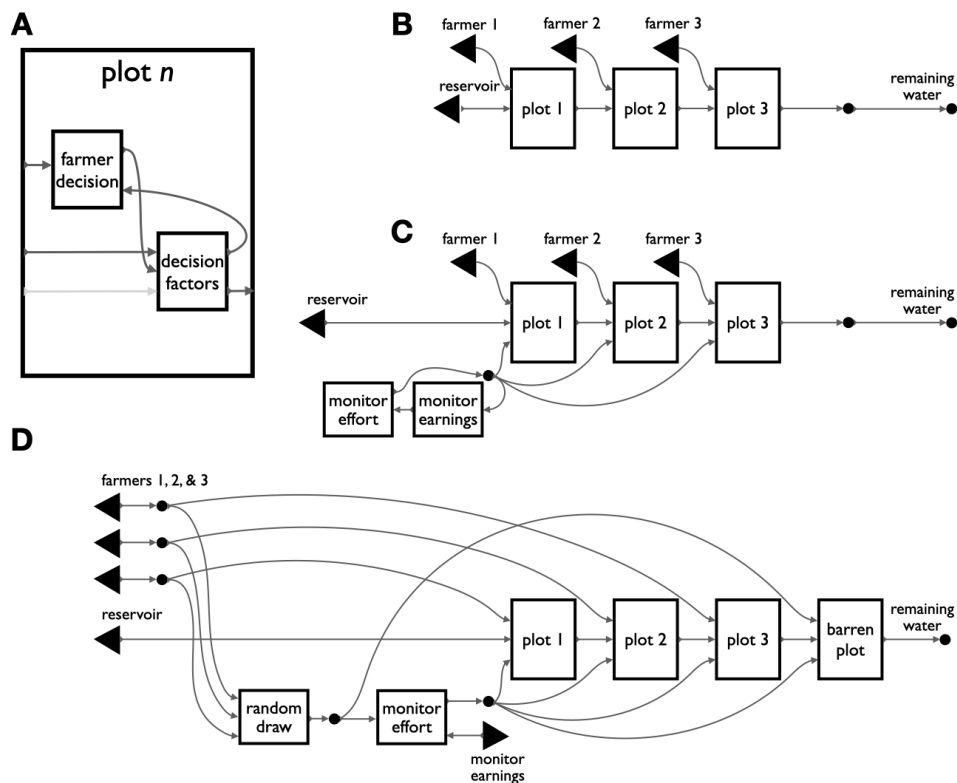 A
plot n
farmer
decision
decision
factors
B
farmer 1
farmer 2
farmer 3
reservoir
plot 1
plot 2
plot 3
remaining
water
C
farmer 1
farmer 2
farmer 3
reservoir
plot 1
plot 2
plot 3
remaining
water
monitor
effort
monitor
earnings
D
farmers 1, 2, & 3
reservoir
plot 1
plot 2
plot 3
barren
plot
remaining
water
random
draw
monitor
effort
monitor
earnings